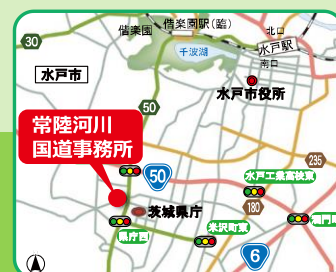 偕楽園
偕楽園駅(臨)
北口
水戸駅
南口
千波湖
30
水戸市
水戸市役所
50
常陸河川
国道事務所
235
水戸工業高校東
50
180
茨城県庁
県庁西
米沢町東
6